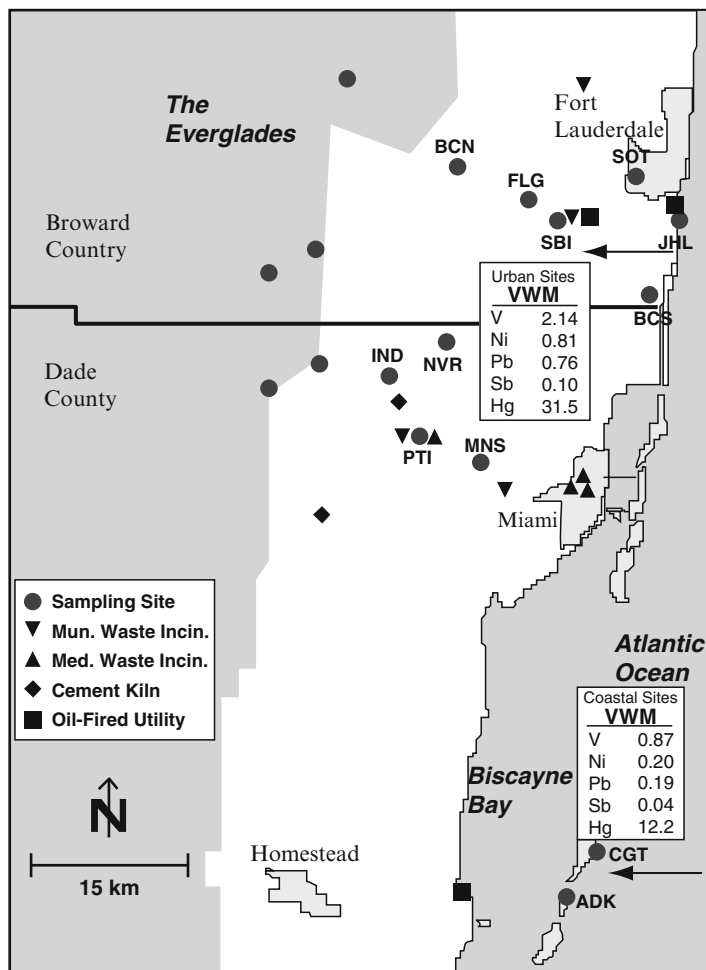 The
Everglades
Fort
Lauderdale
BCN
SOT
FLG
SBI
JHL
Broward
Country
Urban Sites
VWM
V 2.14
Ni 0.81
Pb 0.76
Sb 0.10
Hg 31.5
BCS
Dade
County
IND
NVR
PTI
MNS
Miami
Sampling Site
Mun. Waste Incin.
Med. Waste Incin.
Cement Kiln
Oil-Fired Utility
Atlantic
Ocean
Coastal Sites
VWM
V 0.87
Ni 0.20
Pb 0.19
Sb 0.04
Hg 12.2
Biscayne
Bay
N
15 km
Homestead
CGT
ADK